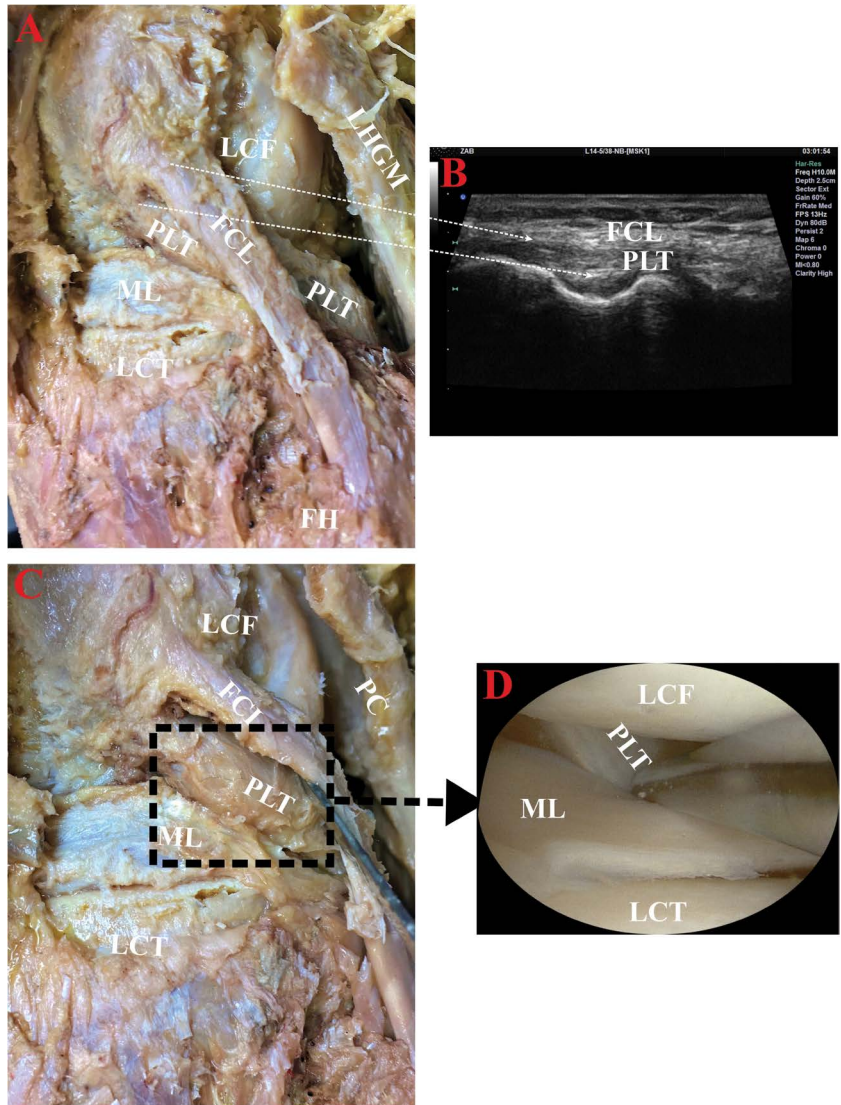 A
LCF
LHGM
FCL
PLT
PLT
ML
LCT
FH
ZAB
L14-5/38-NB-[MSK1]
03:01:54
B
Har-Res
Freq H10.0M
Depth 2.5cm
Sector Ext
Gain 60%
FrRate Med
FPS 13Hz
Dyn 80dB
Persist 2
Map 6
Chroma 0
Power 0
MI<0.80
Clarity High
FCL
PLT
C
LCF
FCL
PC
PLT
ML
LCT
D
LCF
PLT
ML
LCT